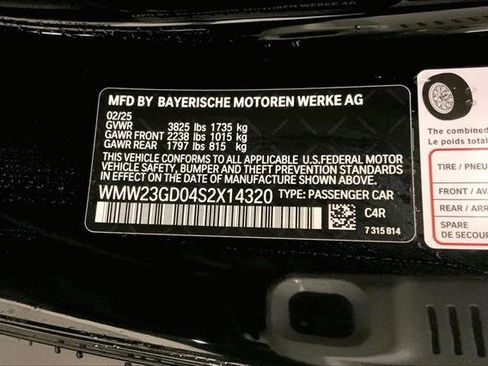 MFD BY BAYERISCHE MOTOREN WERKE AG
02/25
GVWR 3825 lbs 1735 kg
GAWR FRONT 2238 lbs 1015 kg
GAWR REAR 1797 lbs 815 kg
THIS VEHICLE CONFORMS TO ALL APPLICABLE U.S. FEDERAL MOTOR
VEHICLE SAFETY, BUMPER AND THEFT PREVENTION STANDARDS
IN EFFECT ON THE DATE OF MANUFACTURE SHOWN ABOVE.
WMW23GD04S2X14320 TYPE: PASSENGER CAR
C4R
7 315 814
The combined
Le poids total
TIRE / PNEU
FRONT / AVA
REAR / ARR
SPARE
DE SECOUR